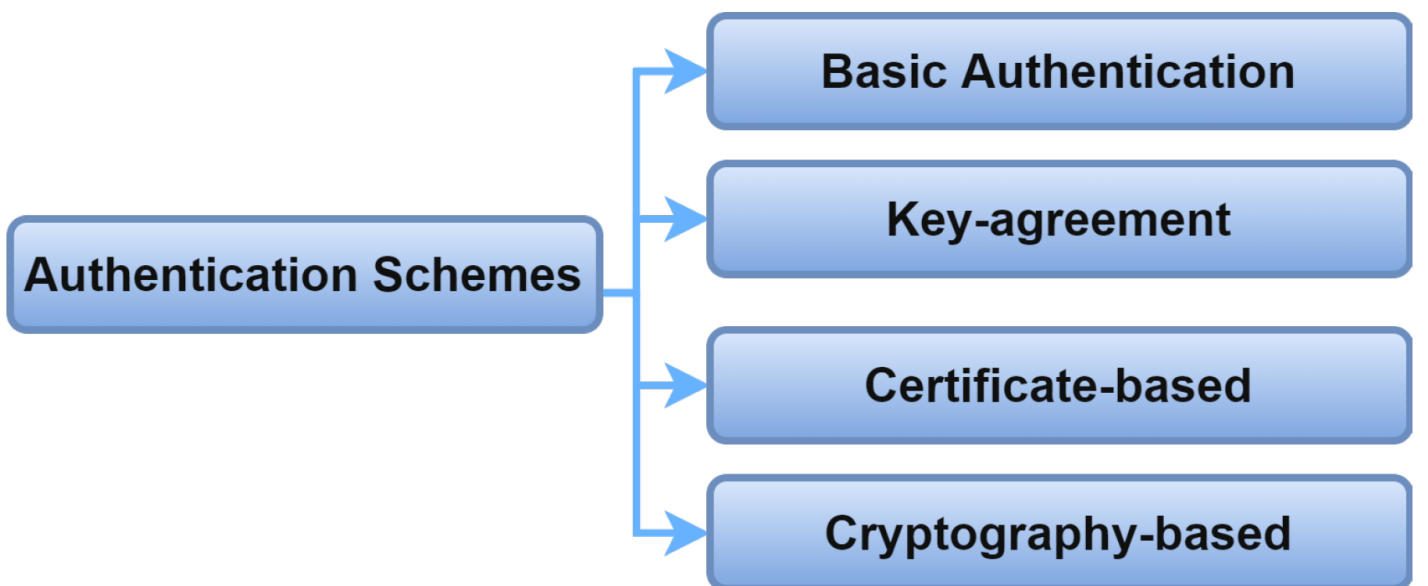 Authentication Schemes
Basic Authentication
Key-agreement
Certificate-based
Cryptography-based